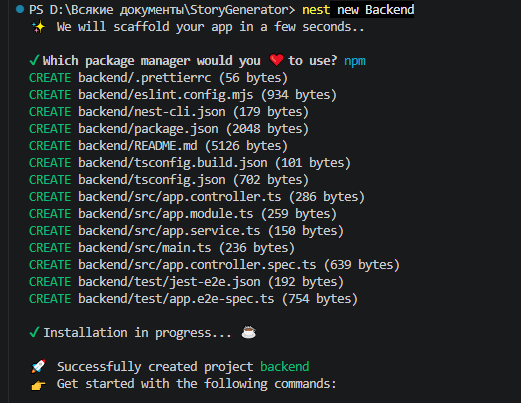 PS D:\Всякие документы\StoryGenerator> nest new Backend
✨ We will scaffold your app in a few seconds..
✔ Which package manager would you ❤️ to use? npm
CREATE backend/.prettierrc (56 bytes)
CREATE backend/eslint.config.mjs (934 bytes)
CREATE backend/nest-cli.json (179 bytes)
CREATE backend/package.json (2048 bytes)
CREATE backend/README.md (5126 bytes)
CREATE backend/tsconfig.build.json (101 bytes)
CREATE backend/tsconfig.json (702 bytes)
CREATE backend/src/app.controller.ts (286 bytes)
CREATE backend/src/app.module.ts (259 bytes)
CREATE backend/src/app.service.ts (150 bytes)
CREATE backend/src/main.ts (236 bytes)
CREATE backend/src/app.controller.spec.ts (639 bytes)
CREATE backend/test/jest-e2e.json (192 bytes)
CREATE backend/test/app.e2e-spec.ts (754 bytes)
✔ Installation in progress... ☕
🚀 Successfully created project backend
👉 Get started with the following commands: